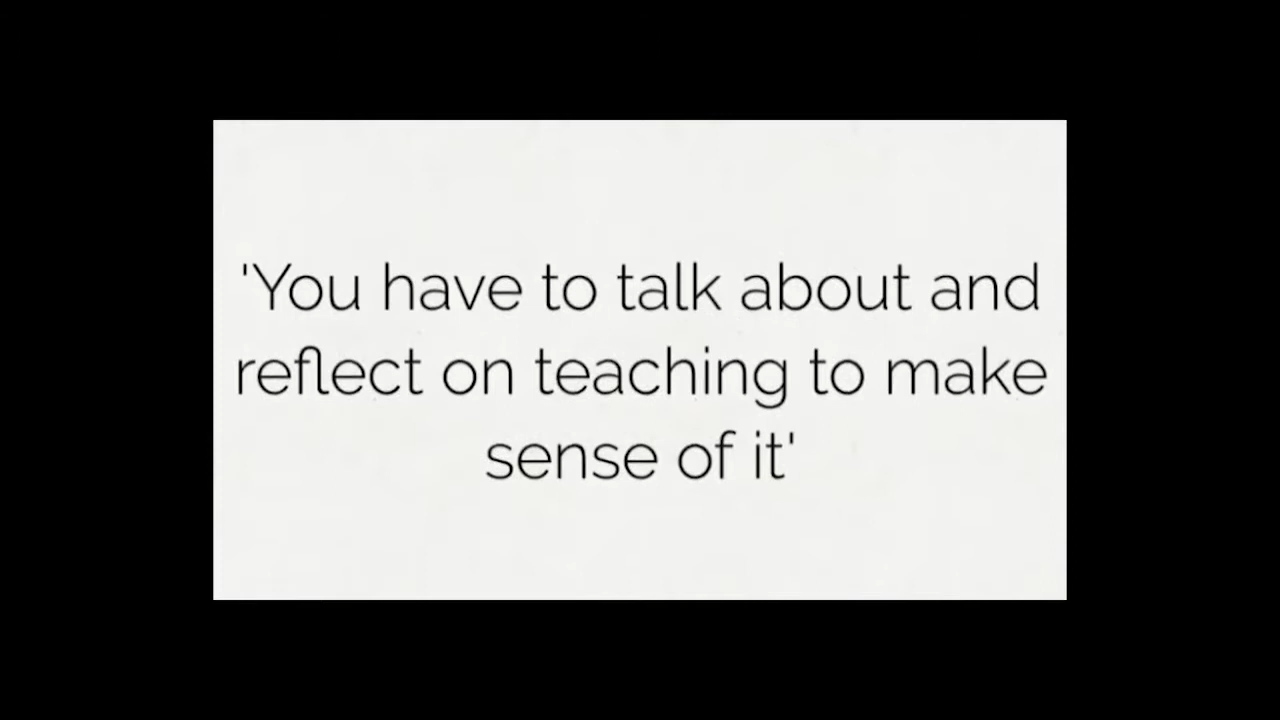 'You have to talk about and
reflect on teaching to make
sense of it'